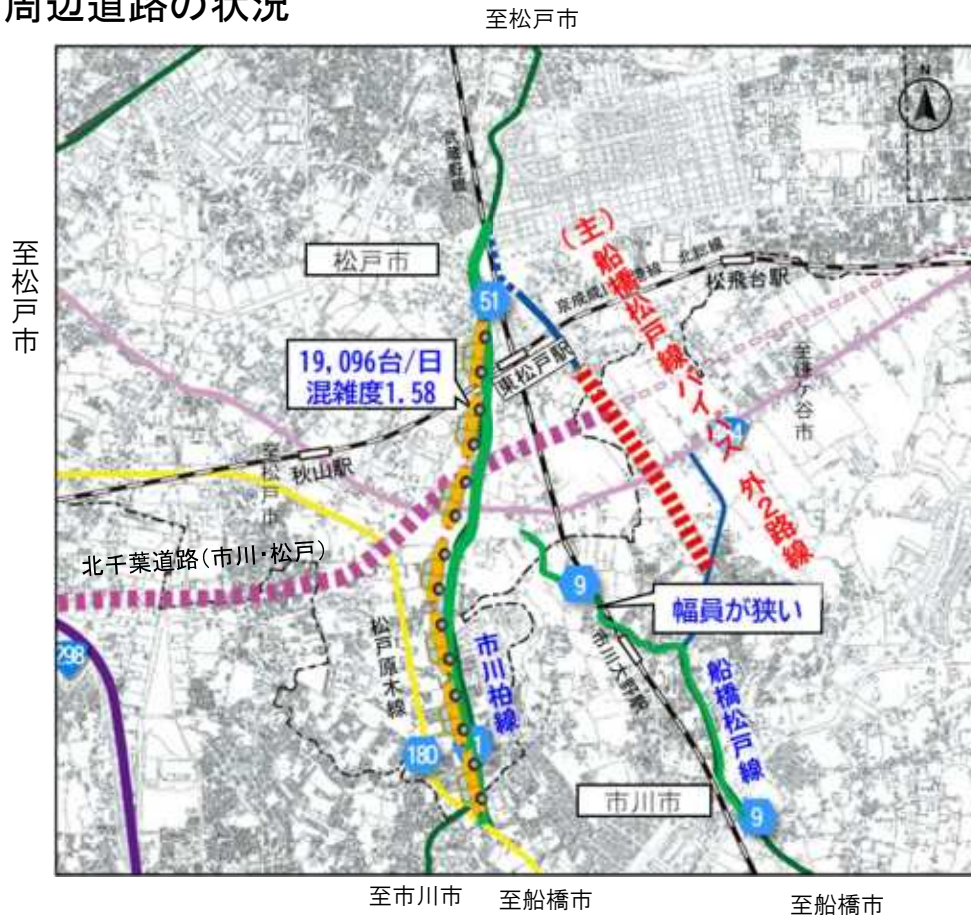 周辺道路の状況
至松戸市
N
至松戸市
武蔵野線
松戸市
(主)船橋松戸線バイパス 外2路線
北総線
松飛台駅
51
19,096台/日
混雑度1.58
東松戸駅
至鎌ケ谷市
至松戸市
秋山駅
北千葉道路(市川・松戸)
9
幅員が狭い
298
松戸原木線
市川柏線
市川大野駅
船橋松戸線
180
1
市川市
9
至市川市
至船橋市
至船橋市